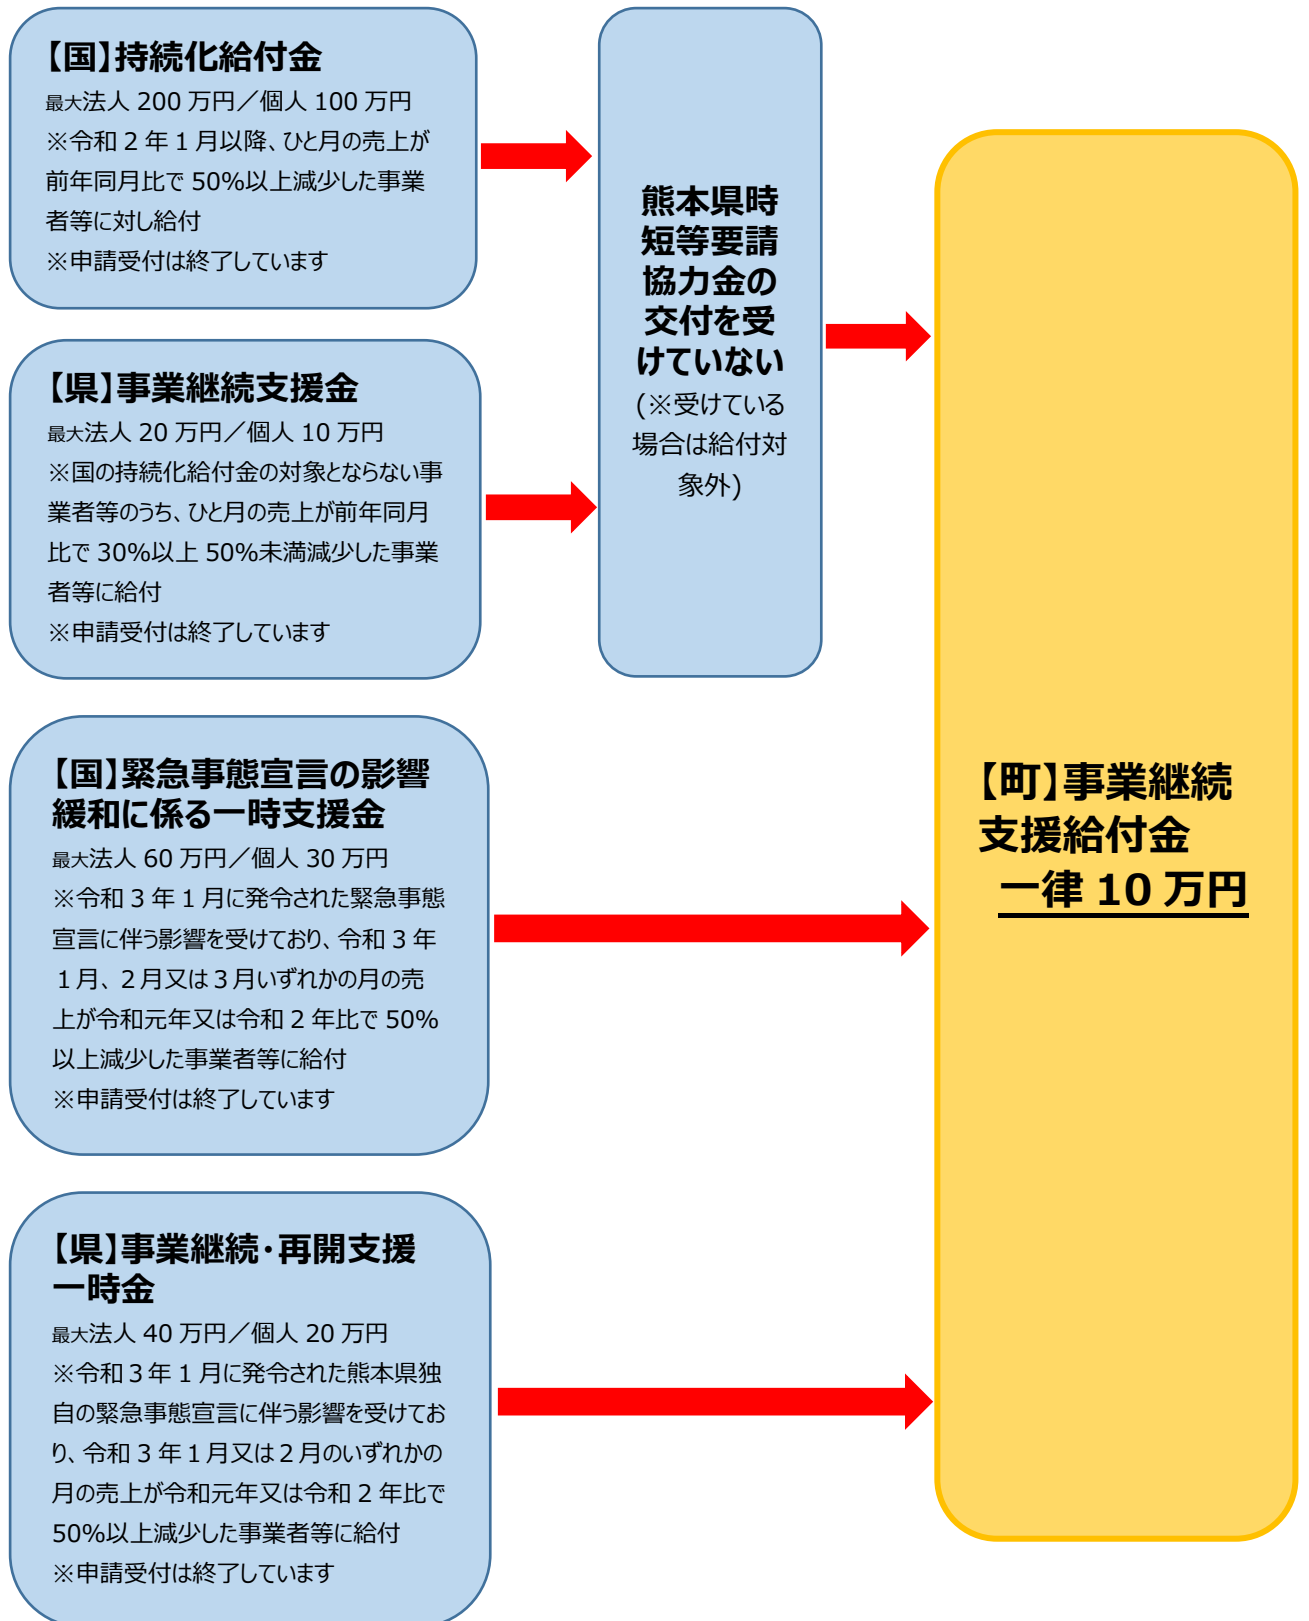 【国】持続化給付金
最大法人 200 万円／個人 100 万円
※令和 2 年 1 月以降、ひと月の売上が
前年同月比で 50%以上減少した事業
者等に対し給付
※申請受付は終了しています
【県】事業継続支援金
最大法人 20 万円／個人 10 万円
※国の持続化給付金の対象とならない事
業者等のうち、ひと月の売上が前年同月
比で 30%以上 50%未満減少した事業
者等に給付
※申請受付は終了しています
熊本県時
短等要請
協力金の
交付を受
けていない
(※受けている
場合は給付対
象外)
【国】緊急事態宣言の影響
緩和に係る一時支援金
最大法人 60 万円／個人 30 万円
※令和 3 年 1 月に発令された緊急事態
宣言に伴う影響を受けており、令和 3 年
1 月、2 月又は 3 月いずれかの月の売
上が令和元年又は令和 2 年比で 50%
以上減少した事業者等に給付
※申請受付は終了しています
【県】事業継続・再開支援
一時金
最大法人 40 万円／個人 20 万円
※令和 3 年 1 月に発令された熊本県独
自の緊急事態宣言に伴う影響を受けてお
り、令和 3 年 1 月又は 2 月のいずれかの
月の売上が令和元年又は令和 2 年比で
50%以上減少した事業者等に給付
※申請受付は終了しています
【町】事業継続
支援給付金
一律 10 万円